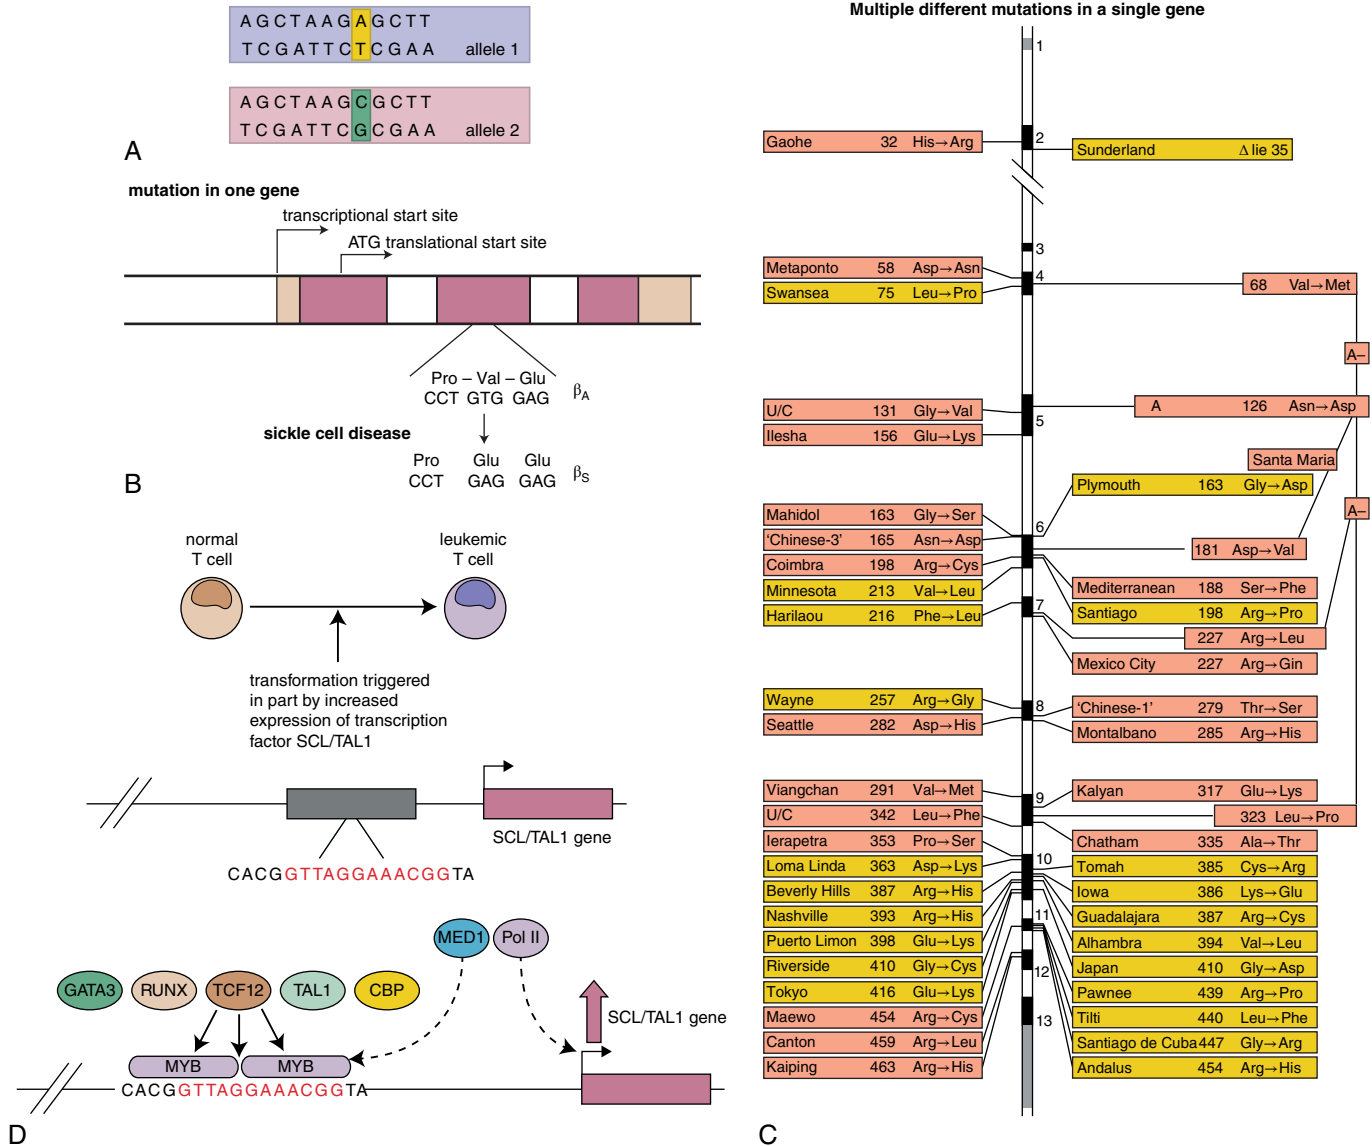 AGCTAAGAGCTT
TCGATTCTCGAA allele 1
AGCTAAGCGCTT
TCGATTCGCGAA allele 2
A
mutation in one gene
transcriptional start site
ATG translational start site
Pro – Val – Glu
CCT GTG GAG βA
sickle cell disease
Pro Glu Glu
CCT GAG GAG βS
B
normal
T cell
leukemic
T cell
transformation triggered
in part by increased
expression of transcription
factor SCL/TAL1
SCL/TAL1 gene
CACGGTTAGGAAACGGTA
MED1 Pol II
GATA3 RUNX TCF12 TAL1 CBP
SCL/TAL1 gene
MYB MYB
CACGGTTAGGAAACGGTA
D
Multiple different mutations in a single gene
1
2
Gaohe 32 His→Arg
Sunderland Δ lie 35
3
4
Metaponto 58 Asp→Asn
Swansea 75 Leu→Pro
68 Val→Met
A–
5
U/C 131 Gly→Val
Ilesha 156 Glu→Lys
A 126 Asn→Asp
Santa Maria
Plymouth 163 Gly→Asp
A–
6
Mahidol 163 Gly→Ser
‘Chinese-3’ 165 Asn→Asp
Coimbra 198 Arg→Cys
Minnesota 213 Val→Leu
Harilaou 216 Phe→Leu
181 Asp→Val
Mediterranean 188 Ser→Phe
Santiago 198 Arg→Pro
7
227 Arg→Leu
Mexico City 227 Arg→Gin
8
Wayne 257 Arg→Gly
Seattle 282 Asp→His
‘Chinese-1’ 279 Thr→Ser
Montalbano 285 Arg→His
9
Viangchan 291 Val→Met
U/C 342 Leu→Phe
Ierapetra 353 Pro→Ser
Loma Linda 363 Asp→Lys
Beverly Hills 387 Arg→His
Nashville 393 Arg→His
Puerto Limon 398 Glu→Lys
Riverside 410 Gly→Cys
Tokyo 416 Glu→Lys
Maewo 454 Arg→Cys
Canton 459 Arg→Leu
Kaiping 463 Arg→His
Kalyan 317 Glu→Lys
323 Leu→Pro
Chatham 335 Ala→Thr
10
Tomah 385 Cys→Arg
Iowa 386 Lys→Glu
Guadalajara 387 Arg→Cys
11
Alhambra 394 Val→Leu
Japan 410 Gly→Asp
12
Pawnee 439 Arg→Pro
13
Tilti 440 Leu→Phe
Santiago de Cuba 447 Gly→Arg
Andalus 454 Arg→His
C